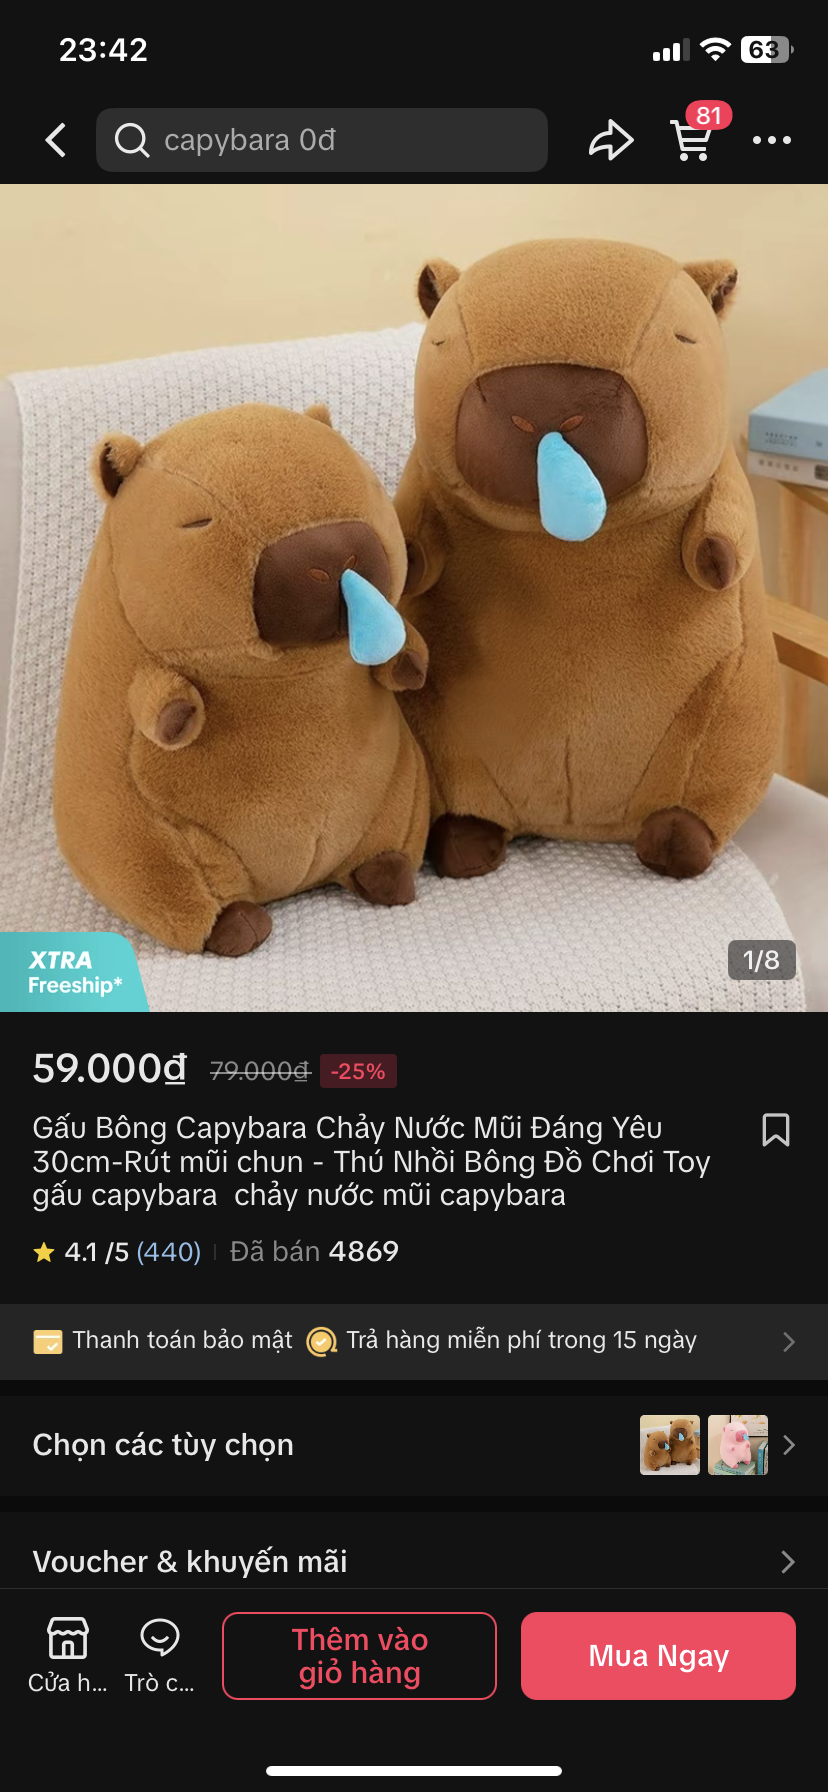 23:42
63
capybara 0đ
81
XTRA
Freeship*
1/8
59.000₫ 79.000₫ -25%
Gấu Bông Capybara Chảy Nước Mũi Đáng Yêu
30cm-Rút mũi chun - Thú Nhồi Bông Đồ Chơi Toy
gấu capybara chảy nước mũi capybara
4.1 /5 (440) Đã bán 4869
Thanh toán bảo mật Trả hàng miễn phí trong 15 ngày
Chọn các tùy chọn
Voucher & khuyến mãi
Thêm vào
giỏ hàng
Mua Ngay
Cửa h... Trò c...